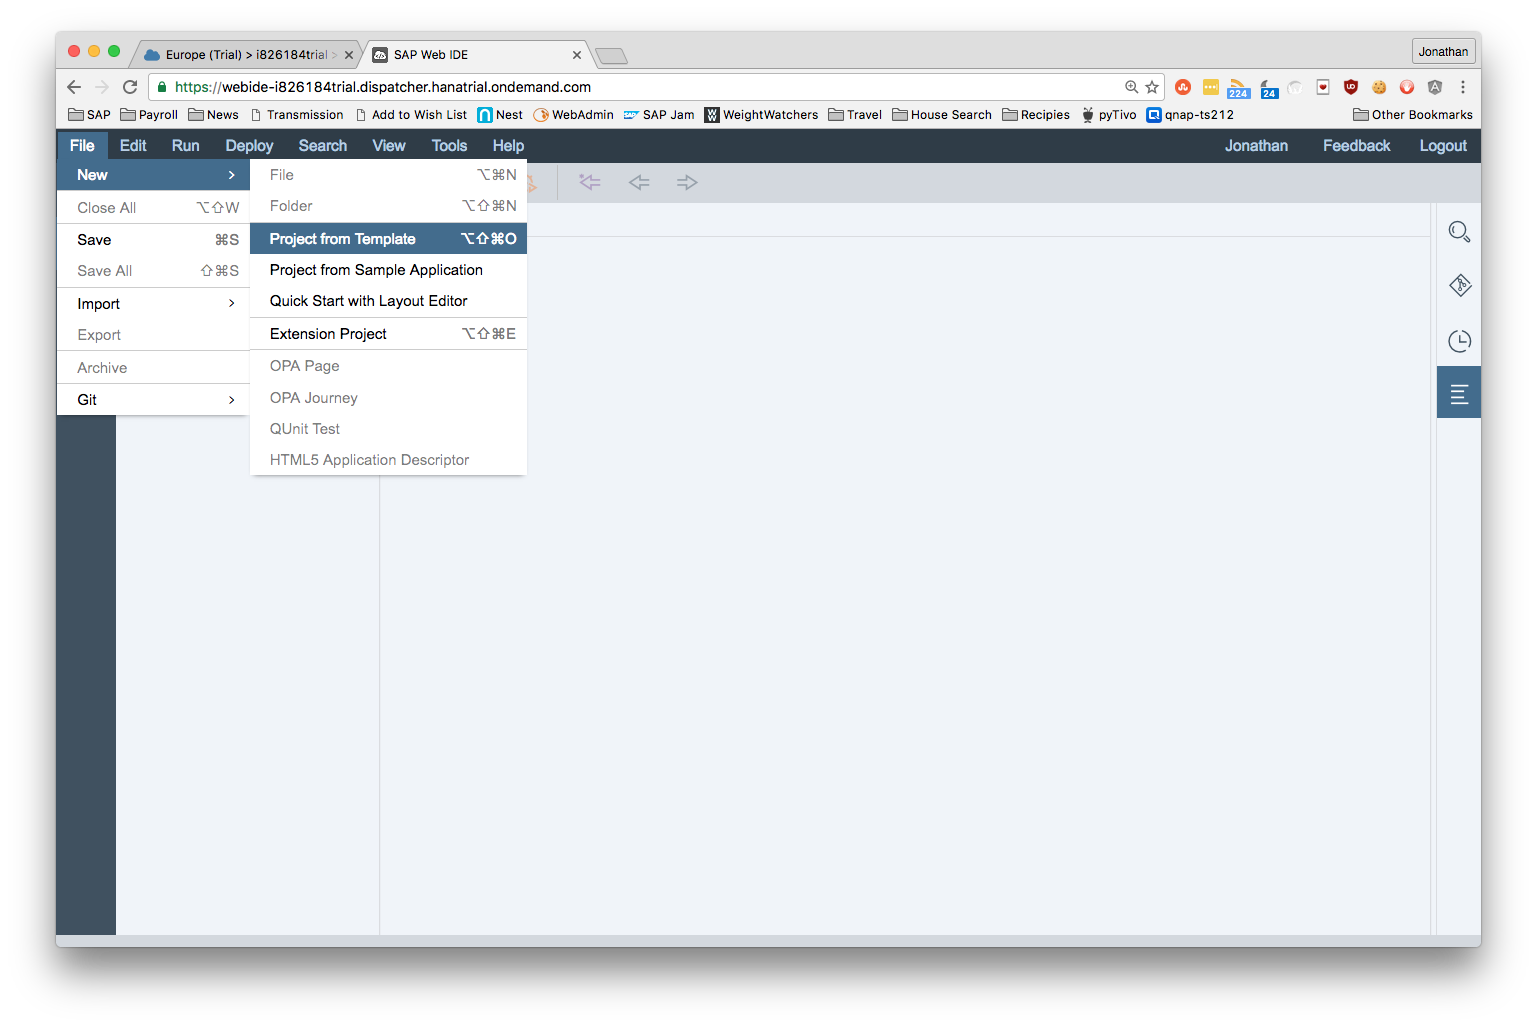 Europe (Trial) > i826184trial >
SAP Web IDE
Jonathan
https://webide-i826184trial.dispatcher.hanatrial.ondemand.com
224
24
SAP Payroll News Transmission Add to Wish List Nest WebAdmin SAP Jam WeightWatchers Travel House Search Recipies pyTivo qnap-ts212 Other Bookmarks
File Edit Run Deploy Search View Tools Help Jonathan Feedback Logout
New >
Close All ⌥⇧W
Save ⌘S
Save All ⇧⌘S
Import >
Export
Archive
Git >
File ⌥⌘N
Folder ⌥⇧⌘N
Project from Template ⌥⇧⌘O
Project from Sample Application
Quick Start with Layout Editor
Extension Project ⌥⇧⌘E
OPA Page
OPA Journey
QUnit Test
HTML5 Application Descriptor